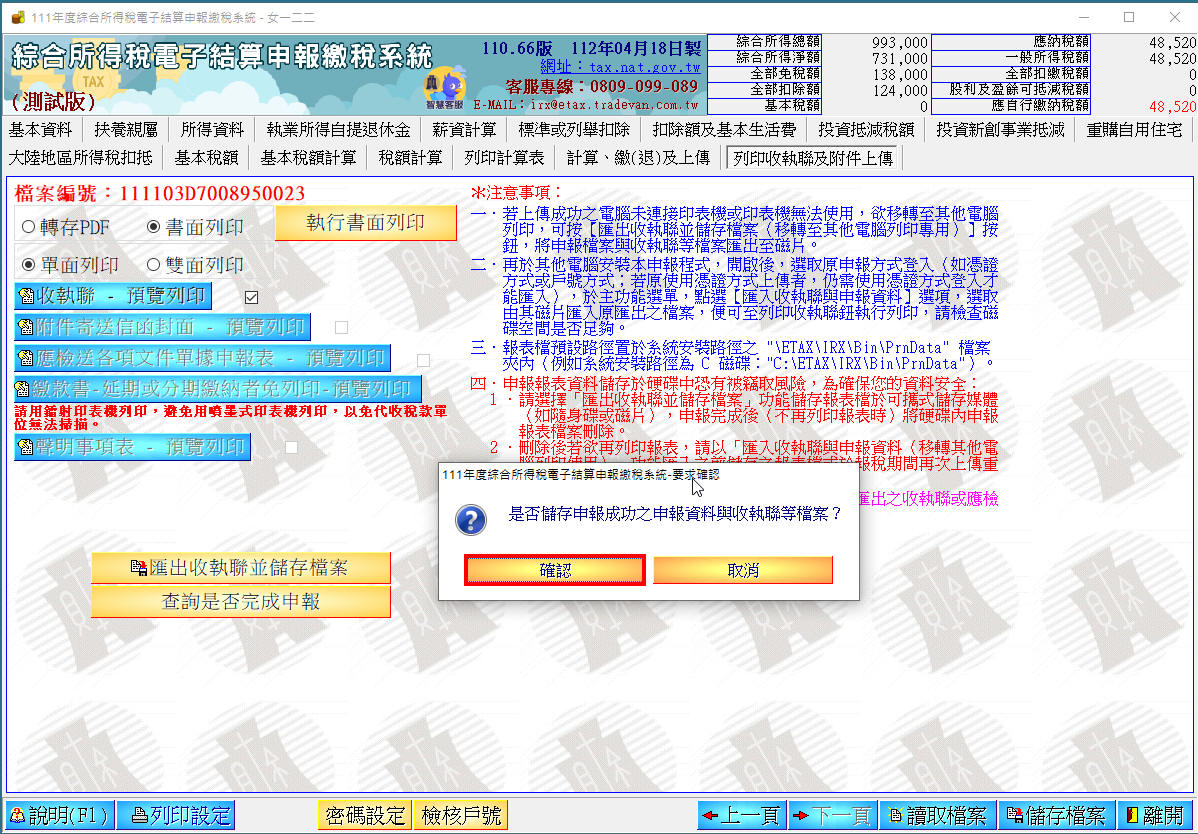 111年度綜合所得稅電子結算申報繳稅系統 - 女一二二
綜合所得稅電子結算申報繳稅系統
TAX
(測試版)
智慧客服
110.66版 112年04月18日製
網址：tax.nat.gov.tw
客服專線：0809-099-089
E-MAIL：irx@etax.tradevan.com.tw
綜合所得總額 993,000 應納稅額 48,520
綜合所得淨額 731,000 一般所得稅額 48,520
全部免稅額 138,000 全部扣繳稅額 0
全部扣除額 124,000 股利及盈餘可抵減稅額 0
基本稅額 0 應自行繳納稅額 48,520
基本資料 扶養親屬 所得資料 執業所得自提退休金 薪資計算 標準或列舉扣除 扣除額及基本生活費 投資抵減稅額 投資新創事業抵減 重購自用住宅
大陸地區所得稅扣抵 基本稅額 基本稅額計算 稅額計算 列印計算表 計算、繳(退)及上傳 列印收執聯及附件上傳
檔案編號：111103D7008950023
轉存PDF 書面列印 執行書面列印
單面列印 雙面列印
收執聯 - 預覽列印
附件寄送信函封面 - 預覽列印
應檢送各項文件單據申報表 - 預覽列印
繳款書-延期或分期繳納者免列印-預覽列印
請用鐳射印表機列印，避免用噴墨式印表機列印，以免代收稅款單
位無法掃描。
聲明事項表 - 預覽列印
匯出收執聯並儲存檔案
查詢是否完成申報
＊注意事項：
一．若上傳成功之電腦未連接印表機或印表機無法使用，欲移轉至其他電腦
列印，可按［匯出收執聯並儲存檔案（移轉至其他電腦列印專用）］按
鈕，將申報檔案與收執聯等檔案匯出至磁片。
二．再於其他電腦安裝本申報程式，開啟後，選取原申報方式登入（如憑證
方式或戶號方式；若原使用憑證方式上傳者，仍需使用憑證方式登入才
能匯入），於主功能選單，點選［匯入收執聯與申報資料］選項，選取
由其磁片匯入原匯出之檔案，便可至列印收執聯鈕執行列印，請檢查磁
碟空間是否足夠。
三．報表檔預設路徑置於系統安裝路徑之 "\ETAX\IRX\Bin\PrnData" 檔案
夾內（例如系統安裝路徑為 C 磁碟："C:\ETAX\IRX\Bin\PrnData"）。
四．申報報表資料儲存於硬碟中恐有被竊取風險，為確保您的資料安全：
1．請選擇「匯出收執聯並儲存檔案」功能儲存報表檔於可攜式儲存媒體
（如隨身碟或磁片），申報完成後（不再列印報表時）將硬碟內申報
報表檔案刪除。
2．刪除後若欲再列印報表，請以「匯入收執聯與申報資料（移轉其他電
報稅期間再次上傳重
匯出之收執聯或應檢
111年度綜合所得稅電子結算申報繳稅系統-要求確認
是否儲存申報成功之申報資料與收執聯等檔案？
確認 取消
說明(F1) 列印設定 密碼設定 檢核戶號 上一頁 下一頁 讀取檔案 儲存檔案 離開